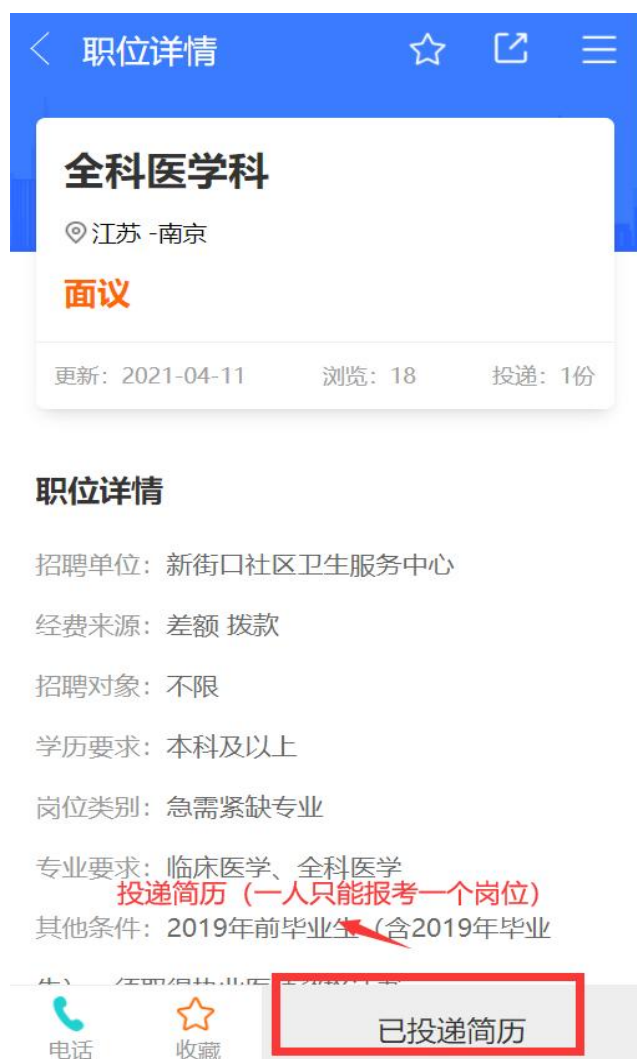 职位详情
全科医学科
江苏 -南京
面议
更新：2021-04-11 浏览：18 投递：1份
职位详情
招聘单位：新街口社区卫生服务中心
经费来源：差额 拨款
招聘对象：不限
学历要求：本科及以上
岗位类别：急需紧缺专业
专业要求：临床医学、全科医学
投递简历（一人只能报考一个岗位）
其他条件：2019年前毕业生（含2019年毕业
电话 收藏 已投递简历